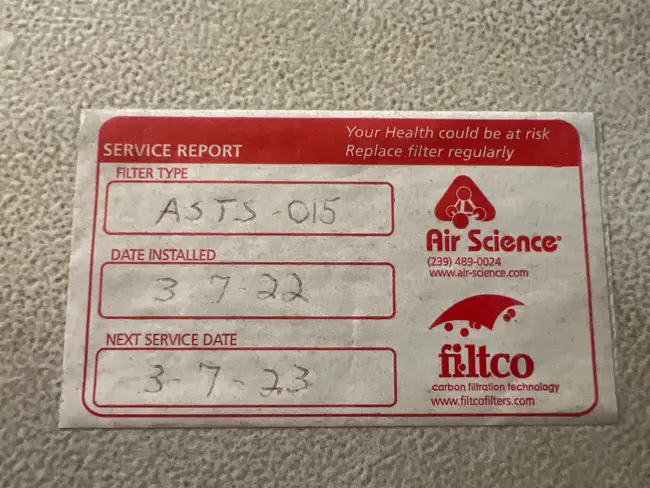 Your Health could be at risk
SERVICE REPORT Replace filter regularly
FILTER TYPE
ASTS-015
DATE INSTALLED
3 7-22
NEXT SERVICE DATE
3-7-23
Air Science
(239) 489-0024
www.air-science.com
filtco
carbon filtration technology
www.filtcofilters.com